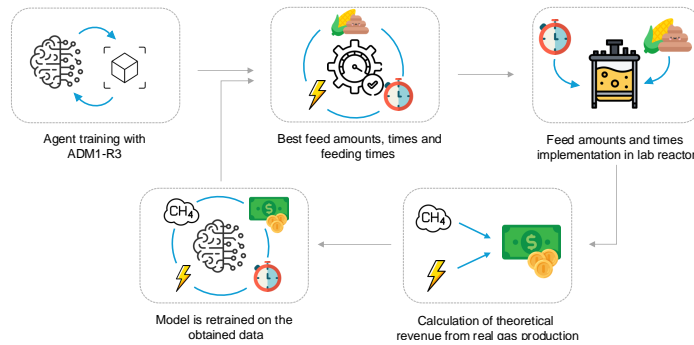 Agent training with
ADM1-R3
Best feed amounts, times and
feeding times
Feed amounts and times
implementation in lab reactor
CH4
Model is retrained on the
obtained data
CH4
Calculation of theoretical
revenue from real gas production